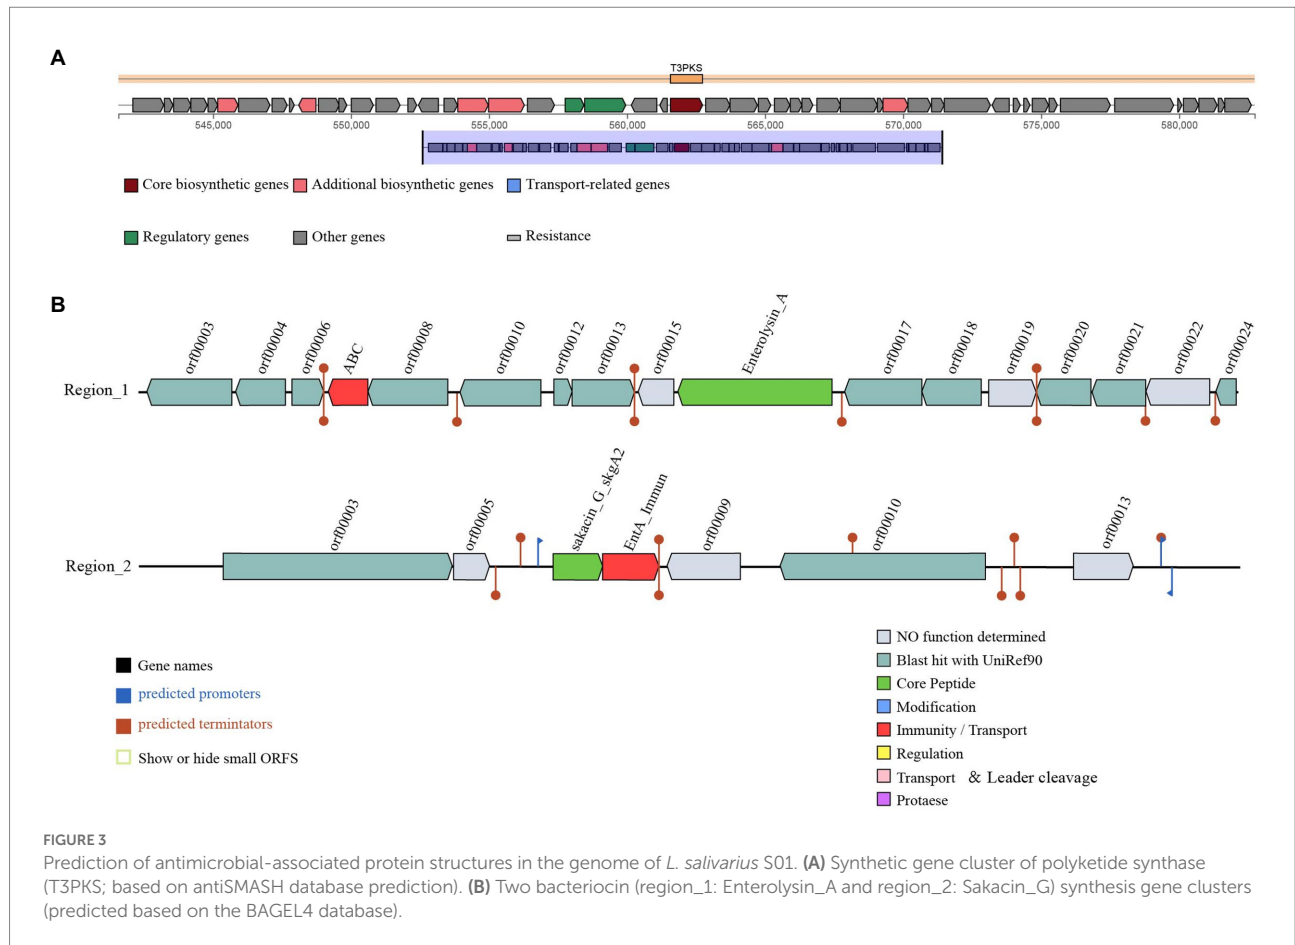 A
T3PKS
545,000 550,000 555,000 560,000 565,000 570,000 575,000 580,000
Core biosynthetic genes Additional biosynthetic genes Transport-related genes
Regulatory genes Other genes Resistance
B
orf00003 orf00004 orf00006 ABC orf00008 orf00010 orf00012 orf00013 orf00015 Enterolysin_A orf00017 orf00018 orf00019 orf00020 orf00021 orf00022 orf00024
Region_1
orf00003 orf00005 sakacin_G_skgA2 EntA_Immun orf00009 orf00010 orf00013
Region_2
Gene names
predicted promoters
predicted termintators
Show or hide small ORFS
NO function determined
Blast hit with UniRef90
Core Peptide
Modification
Immunity / Transport
Regulation
Transport & Leader cleavage
Protaese
FIGURE 3
Prediction of antimicrobial-associated protein structures in the genome of L. salivarius S01. (A) Synthetic gene cluster of polyketide synthase
(T3PKS; based on antiSMASH database prediction). (B) Two bacteriocin (region_1: Enterolysin_A and region_2: Sakacin_G) synthesis gene clusters
(predicted based on the BAGEL4 database).